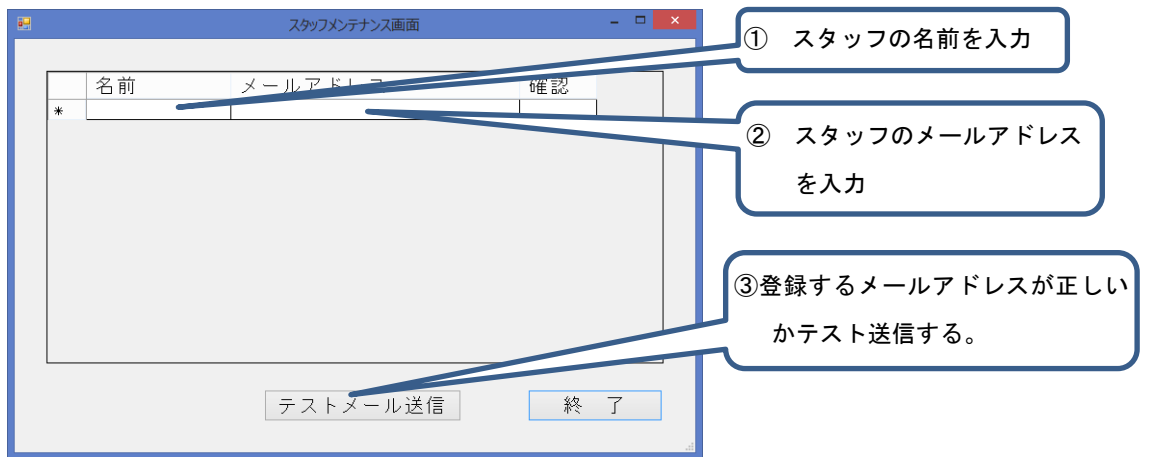 スタッフメンテナンス画面
① スタッフの名前を入力
名前 メールアドレス 確認
*
② スタッフのメールアドレス
を入力
③登録するメールアドレスが正しい
かテスト送信する。
テストメール送信 終 了